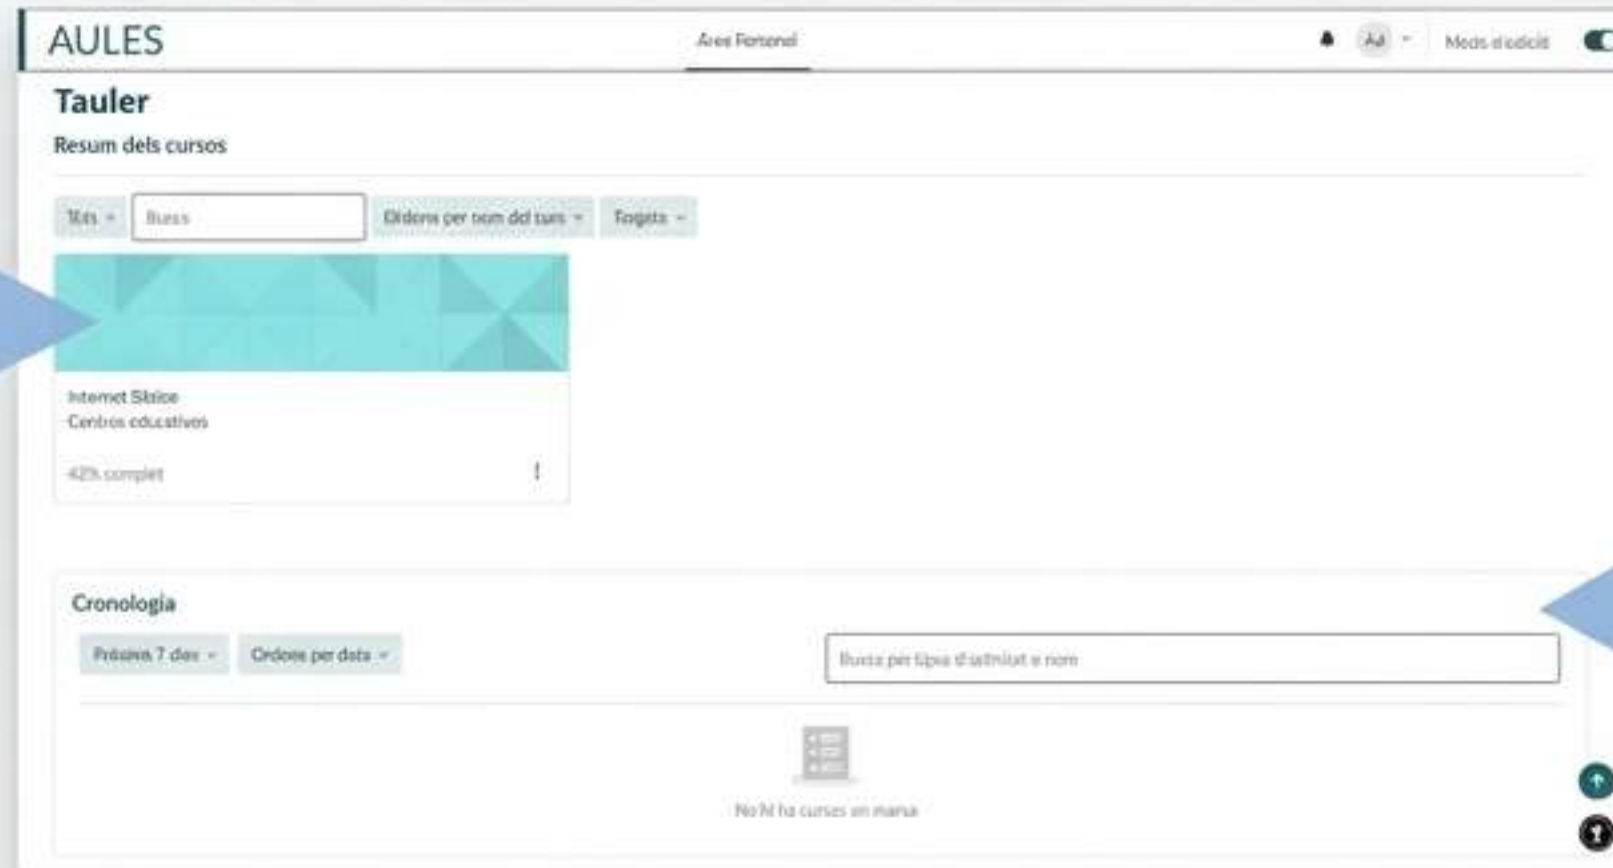 AULES
Àrea Personal
Mode d'edició
Tauler
Resum dels cursos
Tots
Busca
Ordena per nom del curs
Targeta
Internet
Centros educativos
42% complet
Cronologia
Pròxims 7 dies
Ordena per data
Busca per tipus d'activitat o nom
No hi ha cursos en marxa